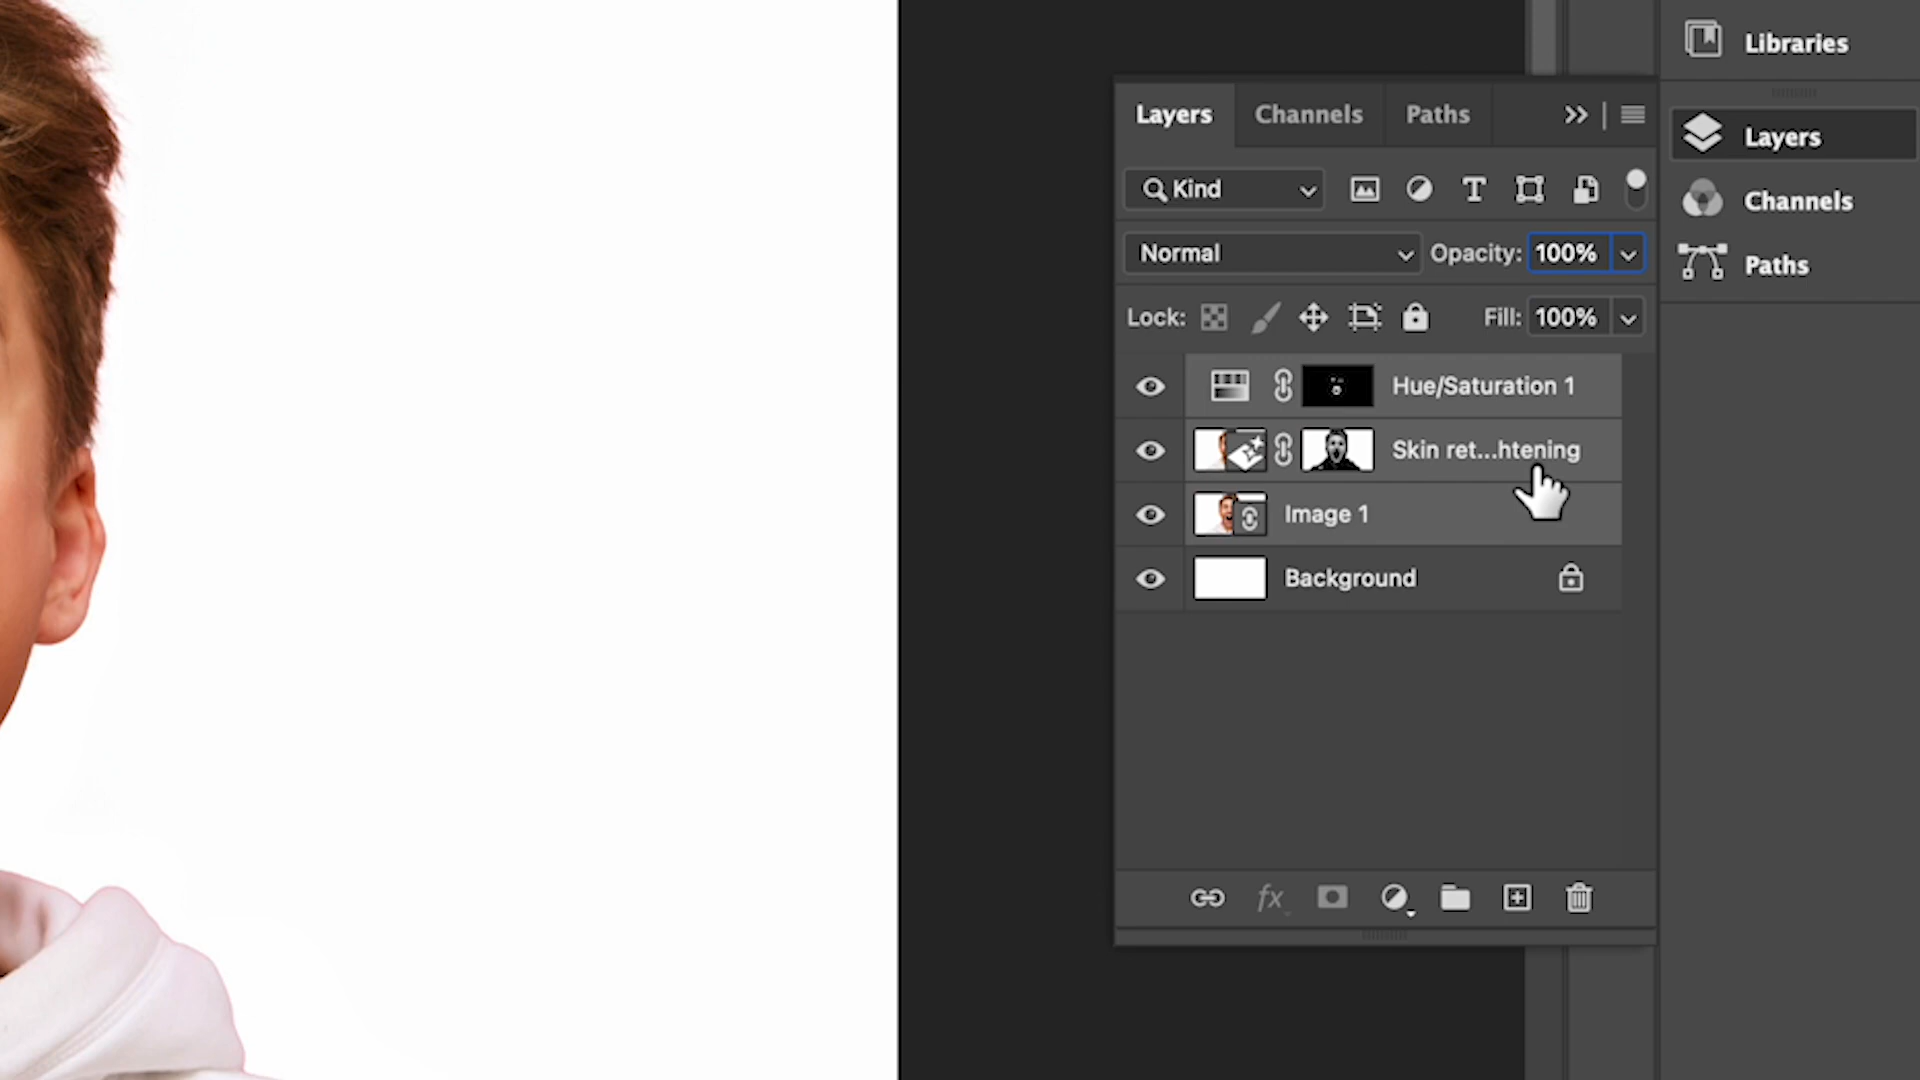 Libraries
Layers Channels Paths
Layers
Kind
Channels
Normal Opacity: 100%
Paths
Lock: Fill: 100%
Hue/Saturation 1
Skin ret...htening
Image 1
Background
fx